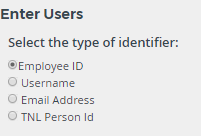 Enter Users
Select the type of identifier:
Employee ID
Username
Email Address
TNL Person Id